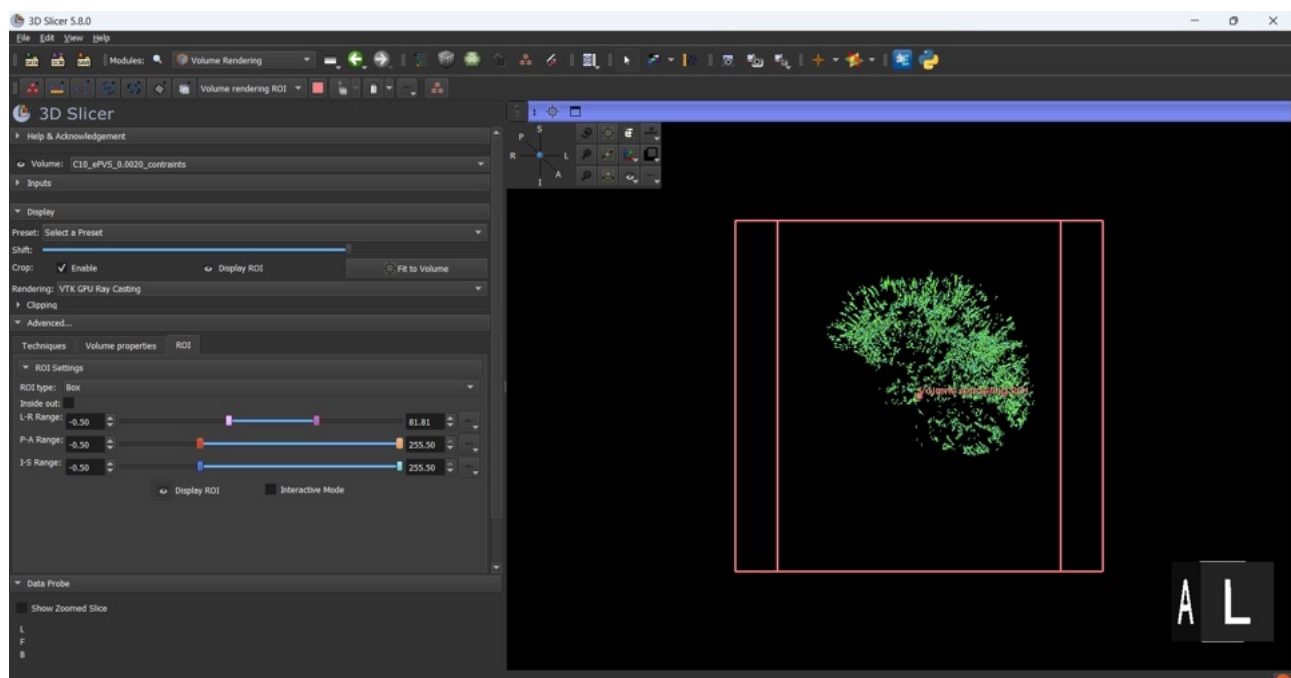 3D Slicer 5.8.0
File Edit View Help
Modules: Volume Rendering
Volume rendering ROI
3D Slicer
Help & Acknowledgement
Volume: C10_ePVS_0.0020_contraints
Inputs
Display
Preset: Select a Preset
Shift:
Crop: Enable Display ROI Fit to Volume
Rendering: VTK GPU Ray Casting
Clipping
Advanced...
Techniques Volume properties ROI
ROI Settings
ROI type: Box
Inside out:
L-R Range: -0.50 81.81
P-A Range: -0.50 255.50
I-S Range: -0.50 255.50
Display ROI Interactive Mode
Data Probe
Show Zoomed Slice
L
F
B
1
S
P
R L
A
I
Volume rendering ROI
A L